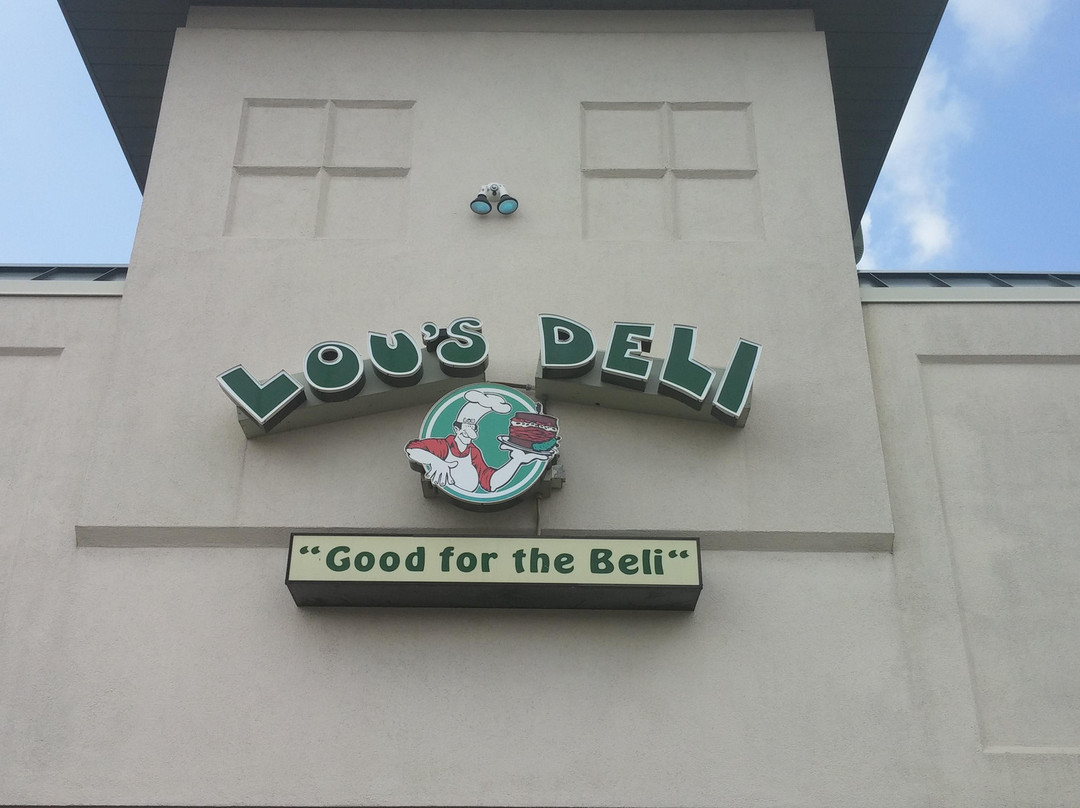 LOU'S DELI
“Good for the Beli“